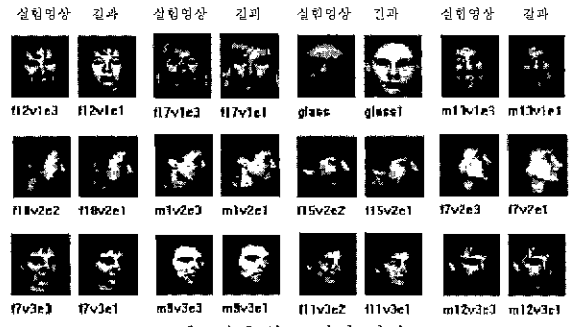 실험영상 결과 실험영상 결과 실험영상 결과 실험영상 결과
f12v1e3 f12v1e1 f17v1e3 f17v1e1 glass glass1 m13v1e3 m13v1e1
f18v2e2 f18v2e1 m1v2e3 m1v2e1 f15v2e2 f15v2e1 f7v2e3 f7v2e1
f7v3e3 f7v3e1 m9v3e3 m9v3e1 f11v3e2 f11v3e1 m12v3e3 m12v3e1